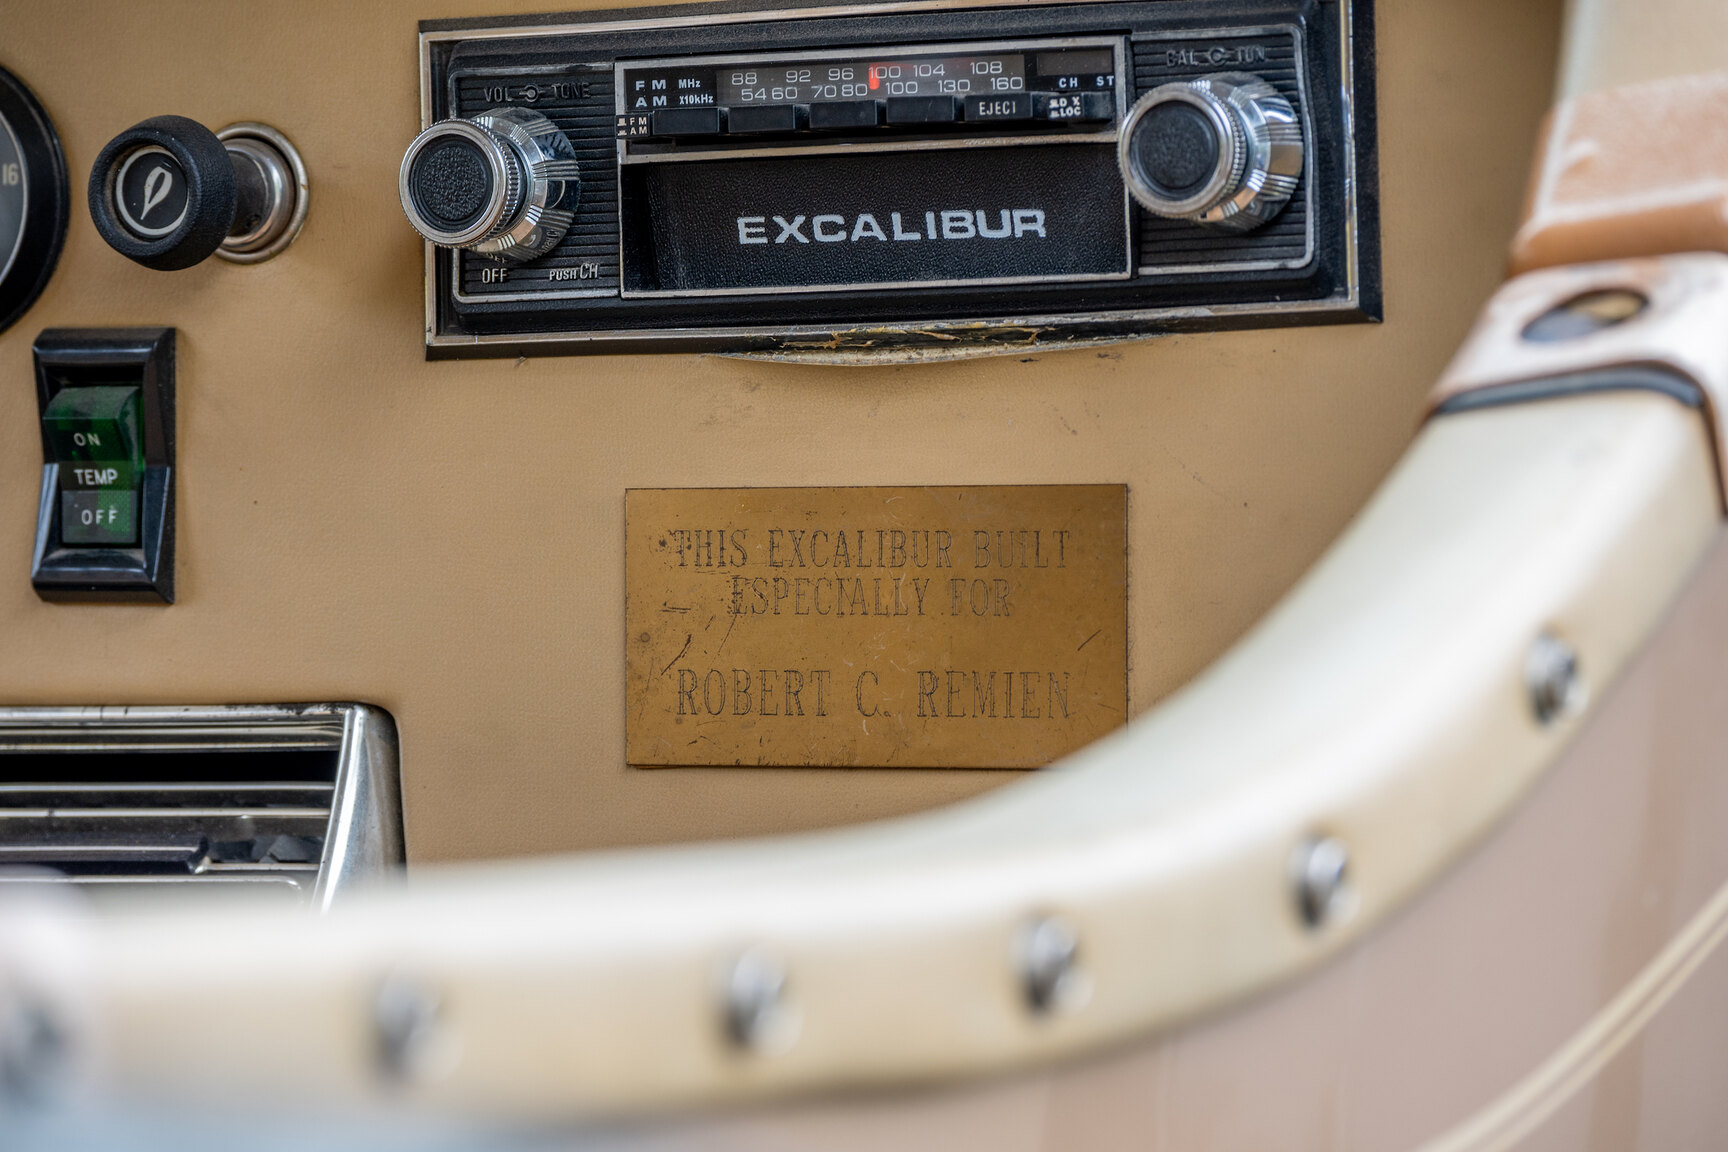 16
VOL TONE
BAL TUN
FM MHz 88 92 96 100 104 108
AM X10kHz 54 60 70 80 100 130 160
CH ST
FM
AM
EJECT
DX
LOC
EXCALIBUR
OFF PUSH CH
ON
TEMP
OFF
THIS EXCALIBUR BUILT
ESPECIALLY FOR
ROBERT C. REMIEN